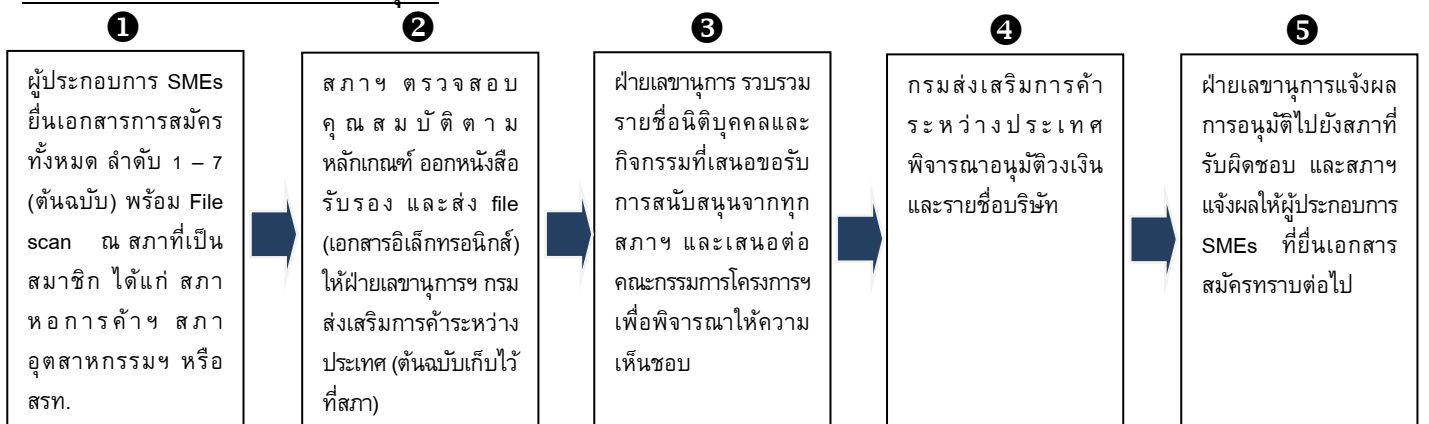 ❶
ผู้ประกอบการ SMEs
ยื่นเอกสารการสมัคร
ทั้งหมด ลำดับ 1 – 7
(ต้นฉบับ) พร้อม File
scan ณ สภาที่เป็น
สมาชิก ได้แก่ สภา
หอการค้าฯ สภา
อุตสาหกรรมฯ หรือ
สรท.
❷
สภาฯ ตรวจสอบ
คุณสมบัติตาม
หลักเกณฑ์ ออกหนังสือ
รับรอง และส่ง file
(เอกสารอิเล็กทรอนิกส์)
ให้ฝ่ายเลขานุการฯ กรม
ส่งเสริมการค้าระหว่าง
ประเทศ (ต้นฉบับเก็บไว้
ที่สภา)
❸
ฝ่ายเลขานุการ รวบรวม
รายชื่อนิติบุคคลและ
กิจกรรมที่เสนอขอรับ
การสนับสนุนจากทุก
สภาฯ และเสนอต่อ
คณะกรรมการโครงการฯ
เพื่อพิจารณาให้ความ
เห็นชอบ
❹
กรมส่งเสริมการค้า
ระหว่างประเทศ
พิจารณาอนุมัติวงเงิน
และรายชื่อบริษัท
❺
ฝ่ายเลขานุการแจ้งผล
การอนุมัติไปยังสภาที่
รับผิดชอบ และสภาฯ
แจ้งผลให้ผู้ประกอบการ
SMEs ที่ยื่นเอกสาร
สมัครทราบต่อไป